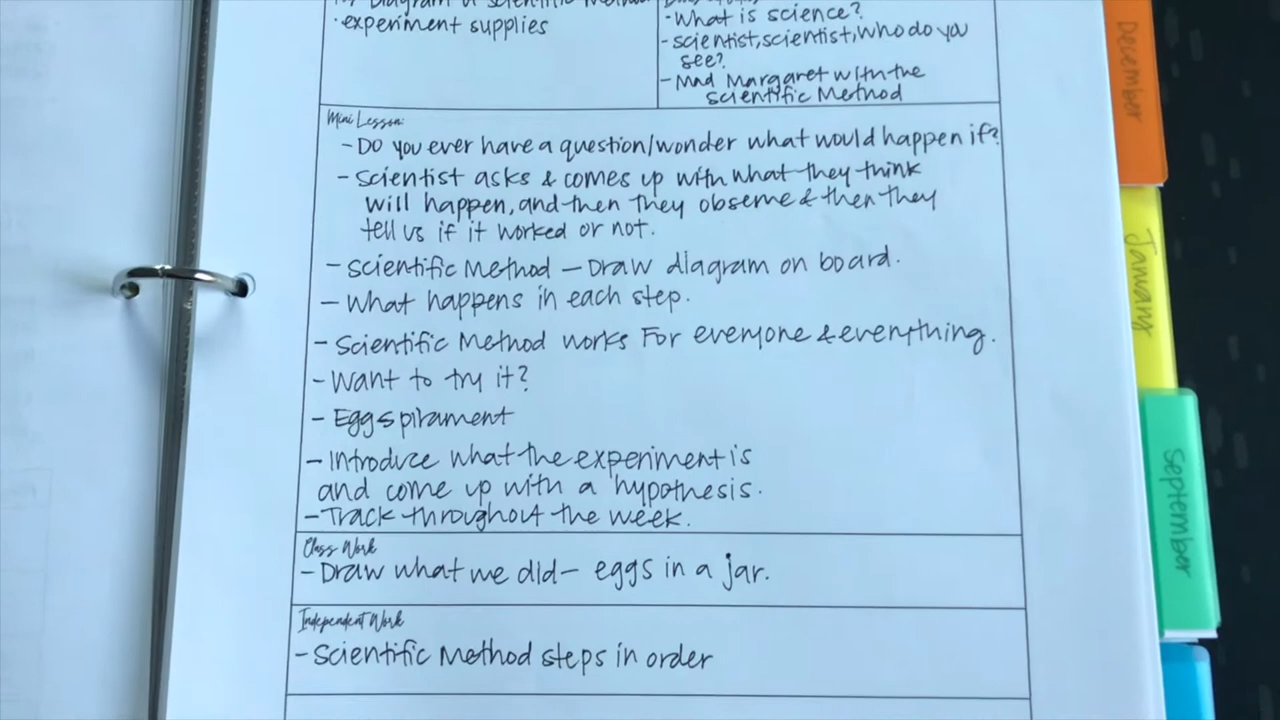 Diagram of scientific Method
·experiment supplies
-What is science?
-scientist, scientist, who do you
see?
-Mad Margaret with the
scientific Method
Mini Lesson:
-Do you ever have a question/wonder what would happen if?
-Scientist asks & comes up with what they think
will happen, and then they observe & then they
tell us if it worked or not.
-Scientific Method - Draw diagram on board.
-What happens in each step.
-Scientific Method works For everyone & everything.
-Want to try it?
-Eggspirament
-Introduce what the experiment is
and come up with a hypothesis.
-Track throughout the week.
Class Work
-Draw what we did- eggs in a jar.
Independent Work
-Scientific Method steps in order
December
January
September